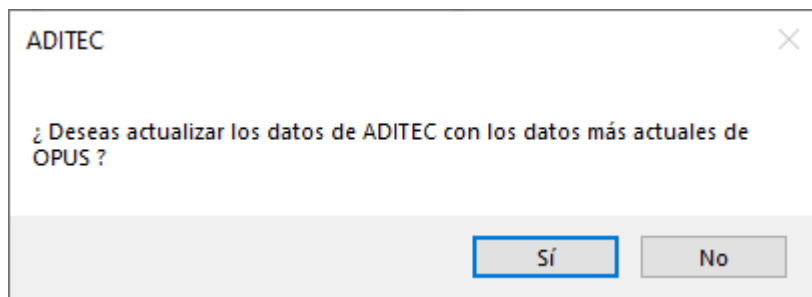 ADITEC
¿ Deseas actualizar los datos de ADITEC con los datos más actuales de
OPUS ?
Sí
No